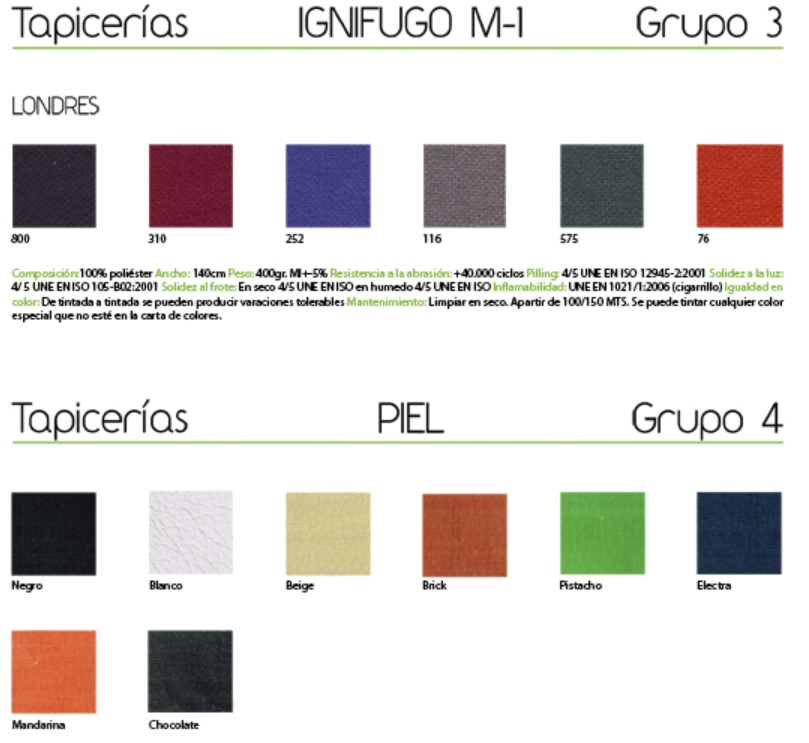 Tapicerías IGNIFUGO M-1 Grupo 3
LONDRES
800 310 252 116 575 76
Composición: 100% poliéster Ancho: 140cm Peso: 400gr. Ml+-5% Resistencia a la abrasión: +40.000 ciclos Pilling: 4/5 UNE EN ISO 12945-2:2001 Solidez a la luz:
4/ 5 UNE EN ISO 105-B02:2001 Solidez al frote: En seco 4/5 UNE EN ISO en humedo 4/5 UNE EN ISO Inflamabilidad: UNE EN 1021/1:2006 (cigarrillo) Igualdad en
color: De tintada a tintada se pueden producir varaciones tolerables Mantenimiento: Limpiar en seco. Apartir de 100/150 MTS. Se puede tintar cualquier color
especial que no esté en la carta de colores.
Tapicerías PIEL Grupo 4
Negro Blanco Beige Brick Pistacho Electra
Mandarina Chocolate